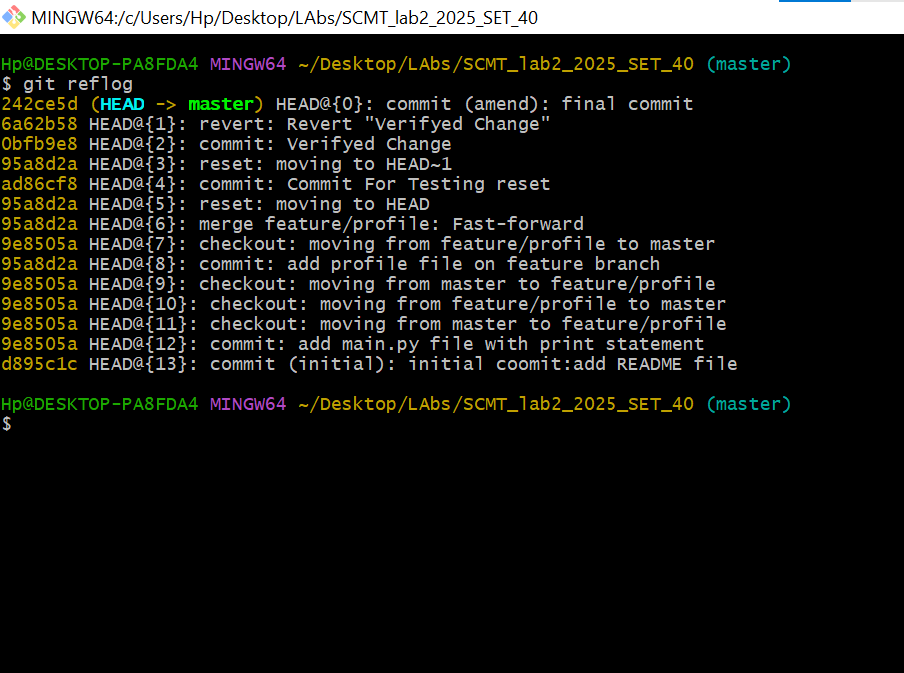 MINGW64:/c/Users/Hp/Desktop/LAbs/SCMT_lab2_2025_SET_40
Hp@DESKTOP-PA8FDA4 MINGW64 ~/Desktop/LAbs/SCMT_lab2_2025_SET_40 (master)
$ git reflog
242ce5d (HEAD -> master) HEAD@{0}: commit (amend): final commit
6a62b58 HEAD@{1}: revert: Revert "Verifyed Change"
0bfb9e8 HEAD@{2}: commit: Verifyed Change
95a8d2a HEAD@{3}: reset: moving to HEAD~1
ad86cf8 HEAD@{4}: commit: Commit For Testing reset
95a8d2a HEAD@{5}: reset: moving to HEAD
95a8d2a HEAD@{6}: merge feature/profile: Fast-forward
9e8505a HEAD@{7}: checkout: moving from feature/profile to master
95a8d2a HEAD@{8}: commit: add profile file on feature branch
9e8505a HEAD@{9}: checkout: moving from master to feature/profile
9e8505a HEAD@{10}: checkout: moving from feature/profile to master
9e8505a HEAD@{11}: checkout: moving from master to feature/profile
9e8505a HEAD@{12}: commit: add main.py file with print statement
d895c1c HEAD@{13}: commit (initial): initial coomit:add README file
Hp@DESKTOP-PA8FDA4 MINGW64 ~/Desktop/LAbs/SCMT_lab2_2025_SET_40 (master)
$